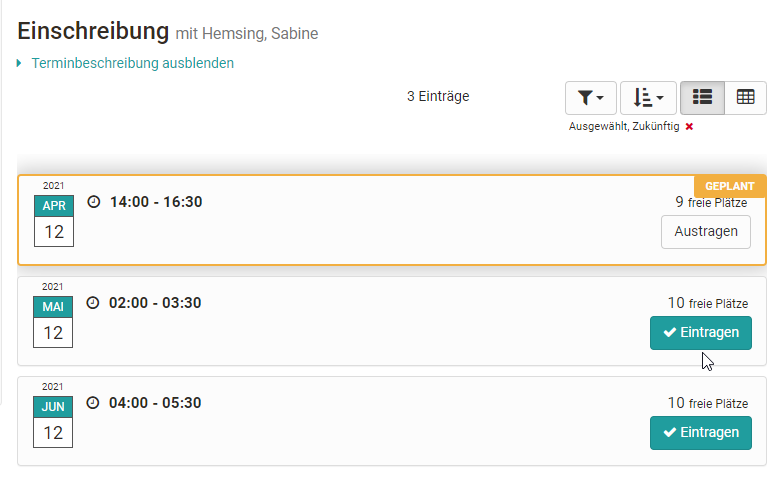 Einschreibung mit Hemsing, Sabine
Terminbeschreibung ausblenden
3 Einträge
Ausgewählt, Zukünftig
GEPLANT
2021
APR
12
14:00 - 16:30
9 freie Plätze
Austragen
2021
MAI
12
02:00 - 03:30
10 freie Plätze
Eintragen
2021
JUN
12
04:00 - 05:30
10 freie Plätze
Eintragen